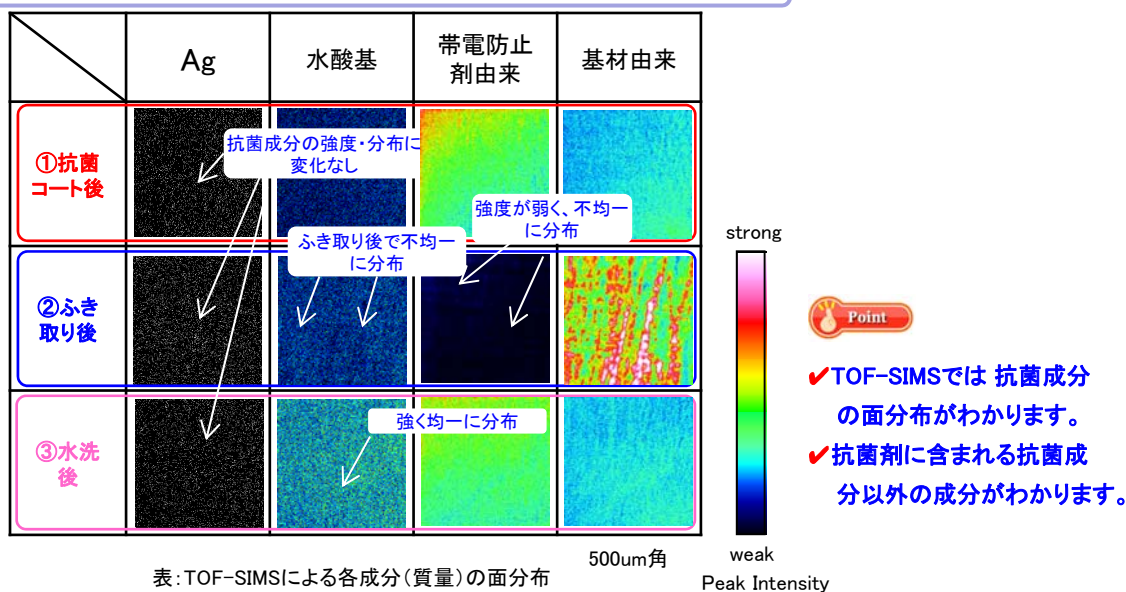 Ag
水酸基
帯電防止
剤由来
基材由来
①抗菌
コート後
抗菌成分の強度・分布に
変化なし
強度が弱く、不均一
に分布
ふき取り後で不均一
に分布
②ふき
取り後
強く均一に分布
③水洗
後
strong
weak
Peak Intensity
500um角
表：TOF-SIMSによる各成分（質量）の面分布
Point
✔TOF-SIMSでは 抗菌成分
の面分布がわかります。
✔抗菌剤に含まれる抗菌成
分以外の成分がわかります。